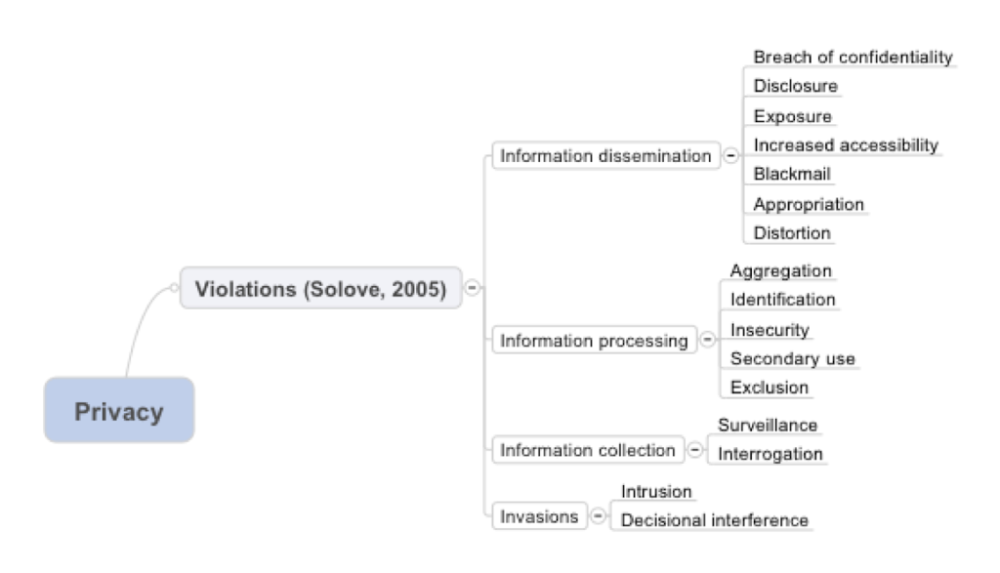 Privacy
Violations (Solove, 2005)
Information dissemination
Breach of confidentiality
Disclosure
Exposure
Increased accessibility
Blackmail
Appropriation
Distortion
Information processing
Aggregation
Identification
Insecurity
Secondary use
Exclusion
Information collection
Surveillance
Interrogation
Invasions
Intrusion
Decisional interference